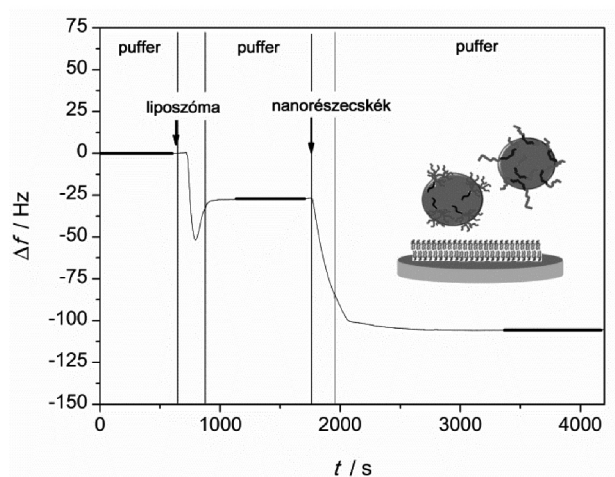 75
50
25
0
-25
-50
-75
-100
-125
-150
Δf / Hz
puffer
puffer
puffer
liposzóma
nanorészecskék
0
1000
2000
3000
4000
t / s